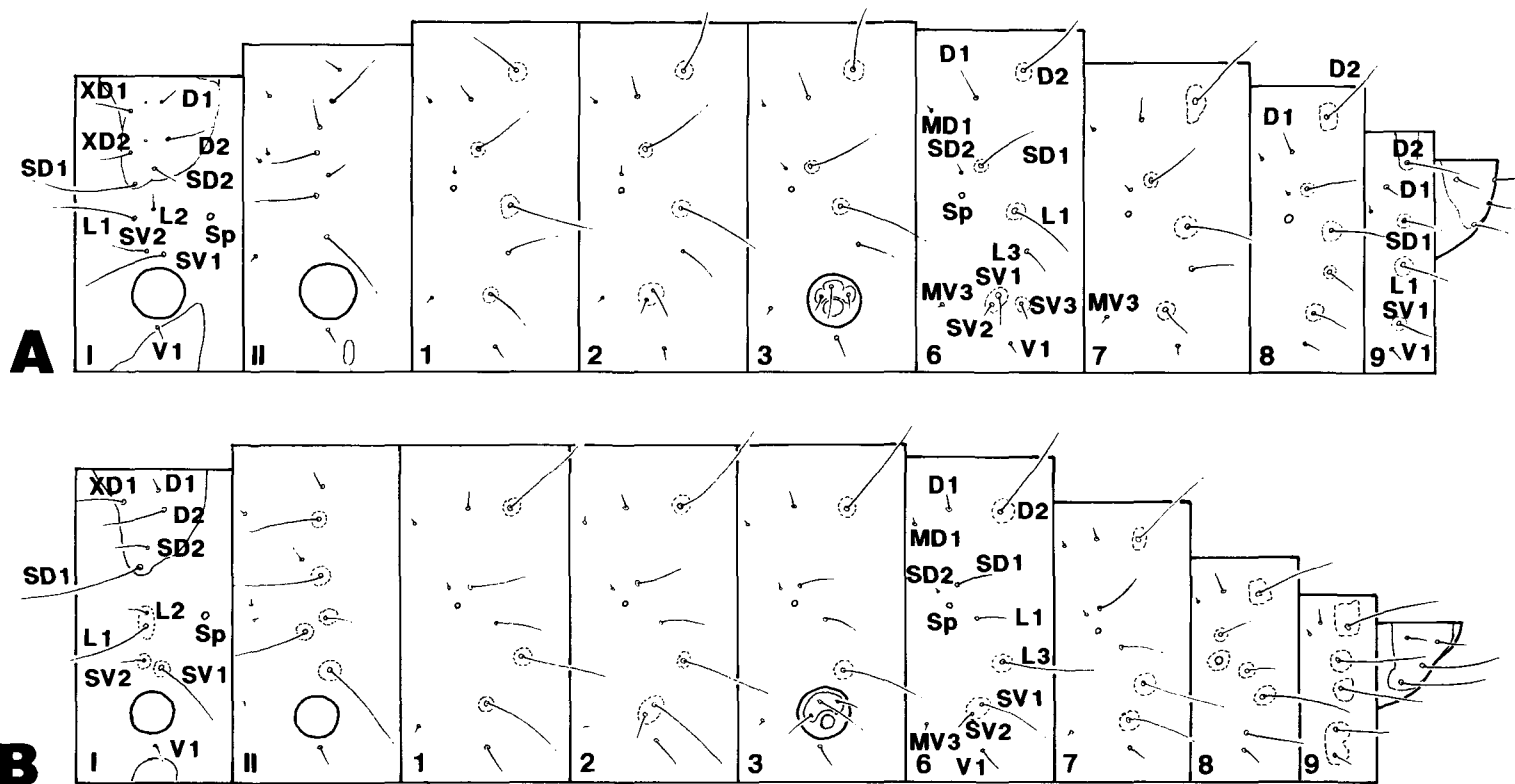 XD1 D1
XD2 D2
SD1 SD2
L1 L2
SV2 Sp
SV1
V1
D1 D2
MD1
SD2 SD1
Sp L1
L3
SV1
MV3 SV3
SV2
V1
MV3
D2
D1
D2
D1
SD1
L1
SV1
V1
A I II 1 2 3 6 7 8 9
XD1 D1
D2
SD2
SD1
L2
L1 Sp
SV2 SV1
V1
D1 D2
MD1
SD2 SD1
Sp L1
L3
SV1
SV2
MV3
V1
B I II 1 2 3 6 7 8 9